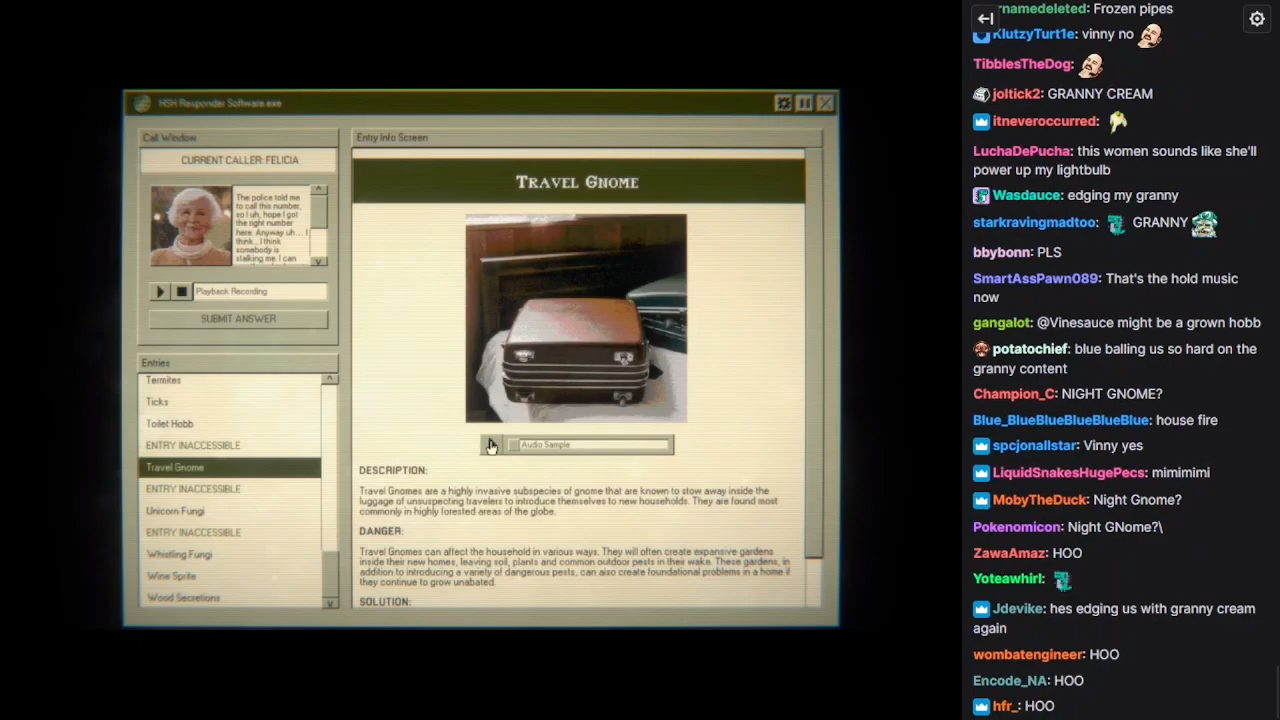 HSH Responder Software.exe
Call Window
CURRENT CALLER: FELICIA
The police told me
to call this number,
so I uh, hope I got
the right number
here. Anyway uh.... I
think... I think
somebody is
stalking me. I can
Playback Recording
SUBMIT ANSWER
Entries
Termites
Ticks
Toilet Hobb
ENTRY INACCESSIBLE
Travel Gnome
ENTRY INACCESSIBLE
Unicorn Fungi
ENTRY INACCESSIBLE
Whistling Fungi
Wine Sprite
Wood Secretions
Entry Info Screen
TRAVEL GNOME
Audio Sample
DESCRIPTION:
Travel Gnomes are a highly invasive subspecies of gnome that are known to stow away inside the
luggage of unsuspecting travelers to introduce themselves to new households. They are found most
commonly in highly forested areas of the globe.
DANGER:
Travel Gnomes can affect the household in various ways. They will often create expansive gardens
inside their new homes, leaving soil, plants and common outdoor pests in their wake. These gardens, in
addition to introducing a variety of dangerous pests, can also create foundational problems in a home if
they continue to grow unabated.
SOLUTION:
rnamedeleted: Frozen pipes
KlutzyTurt1e: vinny no
TibblesTheDog:
joltick2: GRANNY CREAM
itneveroccurred:
LuchaDePucha: this women sounds like she'll
power up my lightbulb
Wasdauce: edging my granny
starkravingmadtoo: GRANNY
bbybonn: PLS
SmartAssPawn089: That's the hold music
now
gangalot: @Vinesauce might be a grown hobb
potatochief: blue balling us so hard on the
granny content
Champion_C: NIGHT GNOME?
Blue_BlueBlueBlueBlueBlue: house fire
spcjonallstar: Vinny yes
LiquidSnakesHugePecs: mimimimi
MobyTheDuck: Night Gnome?
Pokenomicon: Night GNome?\
ZawaAmaz: HOO
Yoteawhirl:
Jdevike: hes edging us with granny cream
again
wombatengineer: HOO
Encode_NA: HOO
hfr_: HOO